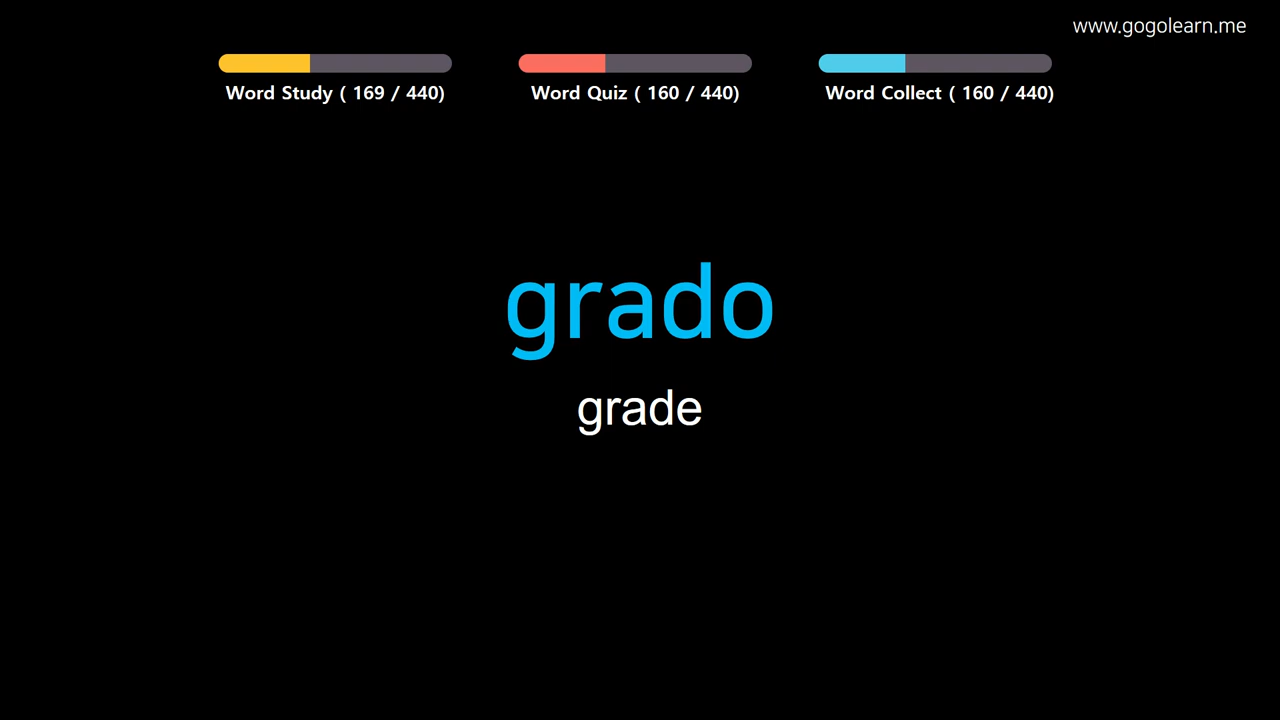 www.gogolearn.me
Word Study ( 169 / 440)
Word Quiz ( 160 / 440)
Word Collect ( 160 / 440)
grado
grade